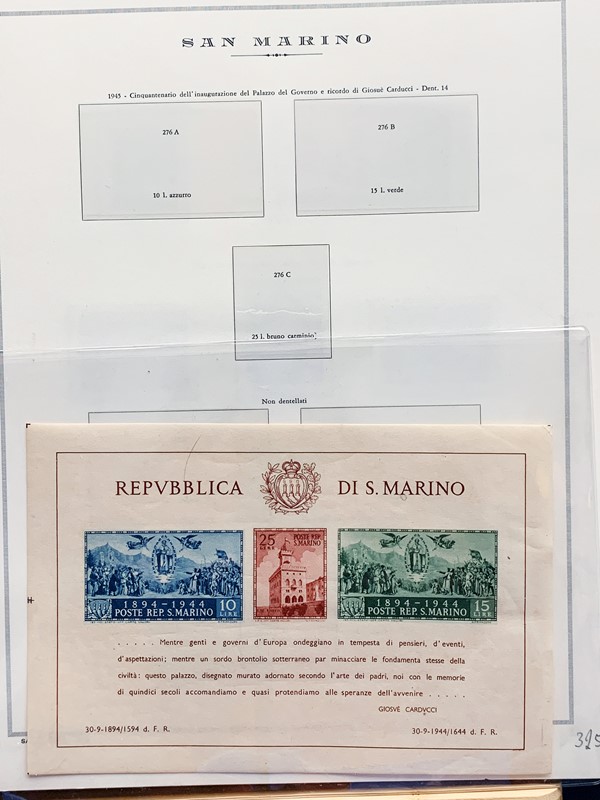 SAN MARINO
1945 - Cinquantenario dell'inaugurazione del Palazzo del Governo e ricordo di Giosuè Carducci - Dent. 14
276 A
276 B
10 l. azzurro
15 l. verde
276 C
25 l. bruno carminio
Non dentellati
REPVBBLICA DI S. MARINO
25
LIRE
POSTE REP.
S. MARINO
1894-1944
POSTE REP. S. MARINO
10
LIRE
1894-1944
POSTE REP. S. MARINO
15
LIRE
. . . . . Mentre genti e governi d'Europa ondeggiano in tempesta di pensieri, d'eventi,
d'aspettazioni; mentre un sordo brontolio sotterraneo par minacciare le fondamenta stesse della
civiltà: questo palazzo, disegnato murato adornato secondo l'arte dei padri, noi con le memorie
di quindici secoli accomandiamo e quasi protendiamo alle speranze dell'avvenire . . . . .
GIOSVÈ CARDVCCI
30-9-1894/1594 d. F. R.
30-9-1944/1644 d. F. R.